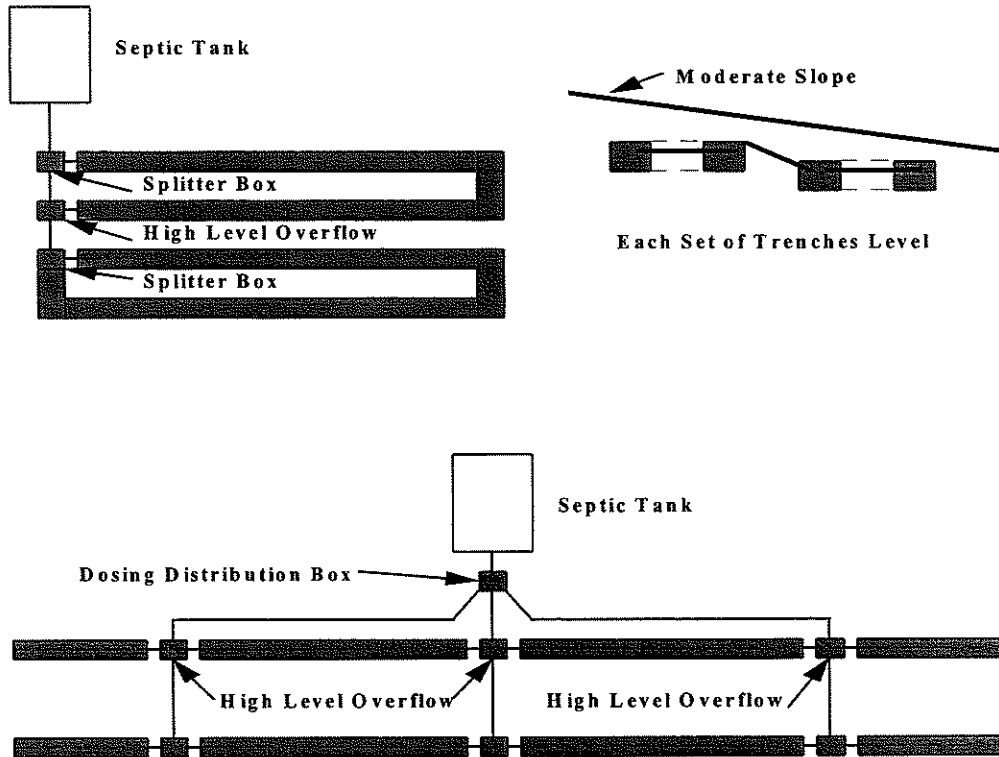 Septic Tank
Moderate Slope
Splitter Box
High Level Overflow
Splitter Box
Each Set of Trenches Level
Septic Tank
Dosing Distribution Box
High Level Overflow
High Level Overflow